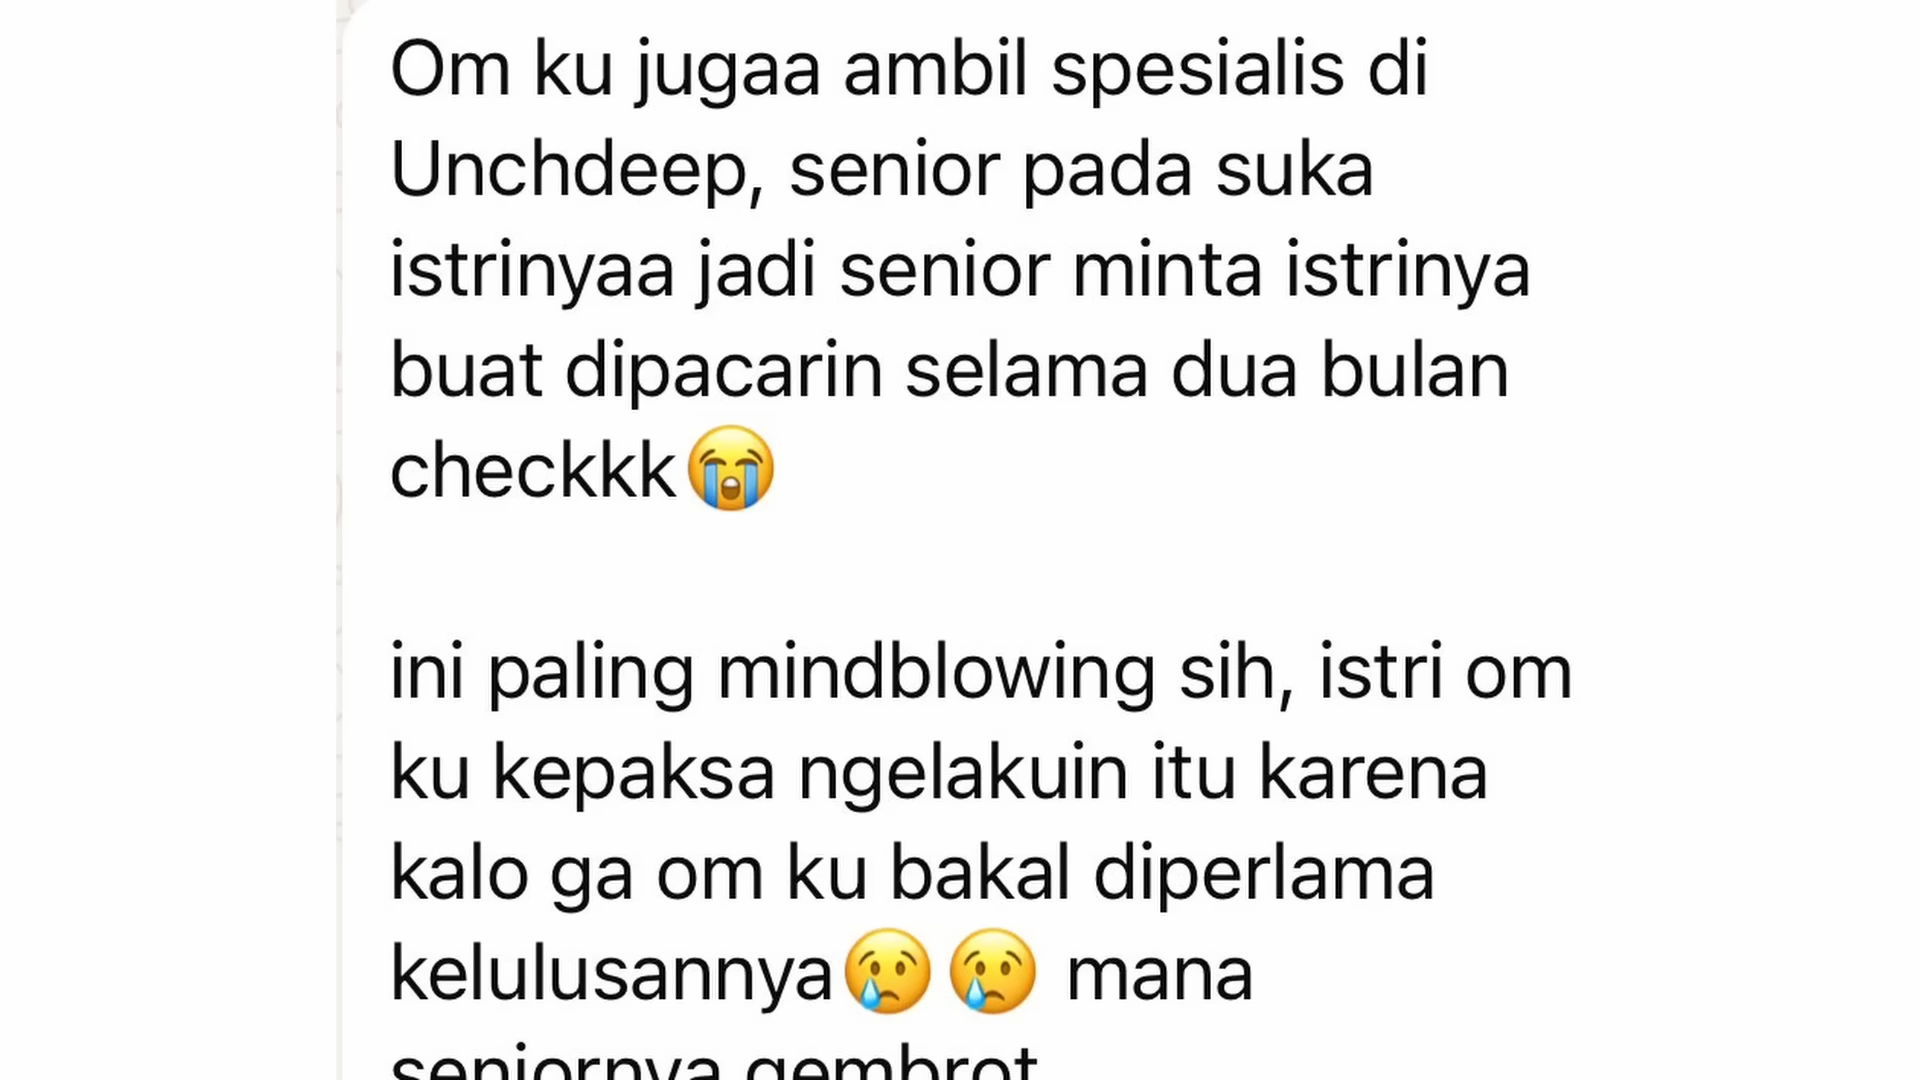 Om ku jugaa ambil spesialis di
Unchdeep, senior pada suka
istrinyaa jadi senior minta istrinya
buat dipacarin selama dua bulan
checkkk😭
ini paling mindblowing sih, istri om
ku kepaksa ngelakuin itu karena
kalo ga om ku bakal diperlama
kelulusannya😢😢 mana
seniornya gembrot